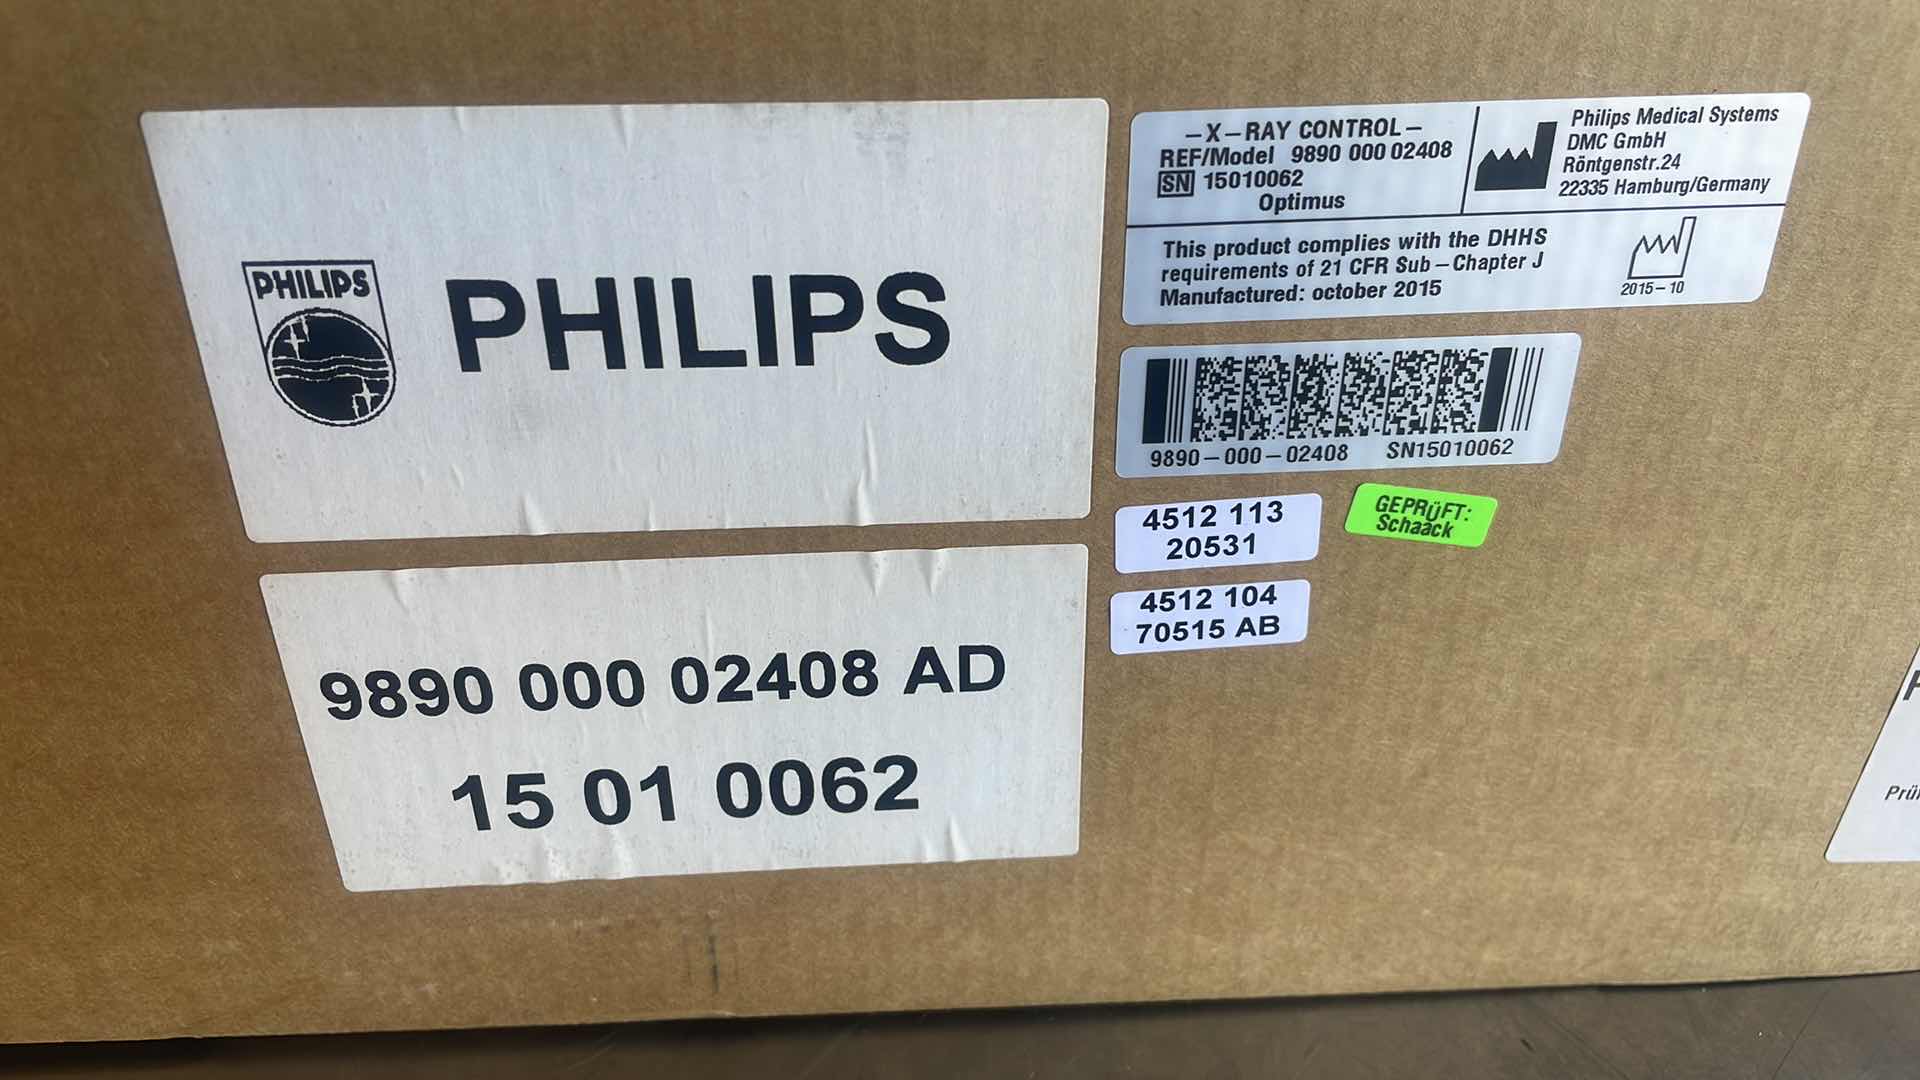 PHILIPS
PHILIPS
9890 000 02408 AD
15 01 0062
–X–RAY CONTROL–
REF/Model 9890 000 02408
SN 15010062
Optimus
Philips Medical Systems
DMC GmbH
Röntgenstr.24
22335 Hamburg/Germany
This product complies with the DHHS
requirements of 21 CFR Sub–Chapter J
Manufactured: october 2015
2015–10
9890–000–02408 SN15010062
4512 113
20531
GEPRÜFT:
Schaack
4512 104
70515 AB